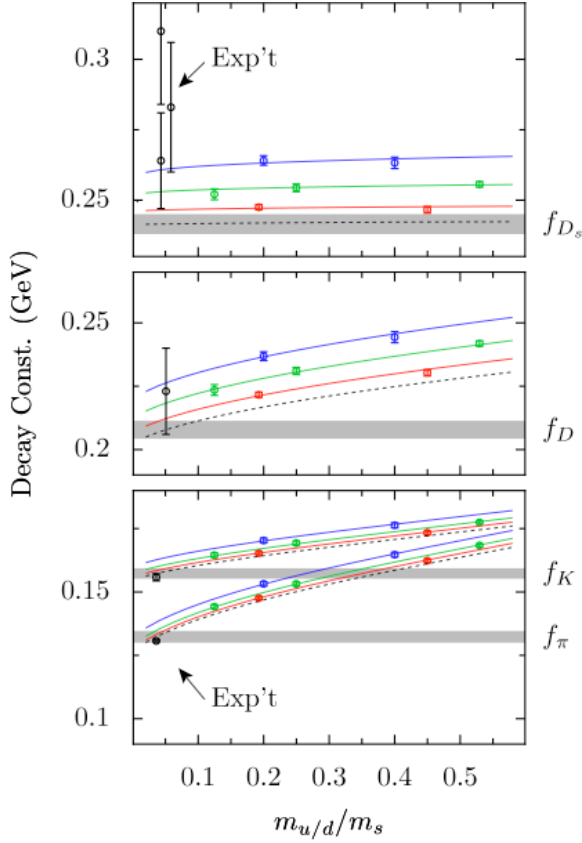 0.3
Exp't
0.25
f_{D_s}
Decay Const. (GeV)
0.25
0.2
f_D
0.15
f_K
f_π
Exp't
0.1
0.1 0.2 0.3 0.4 0.5
m_{u/d}/m_s